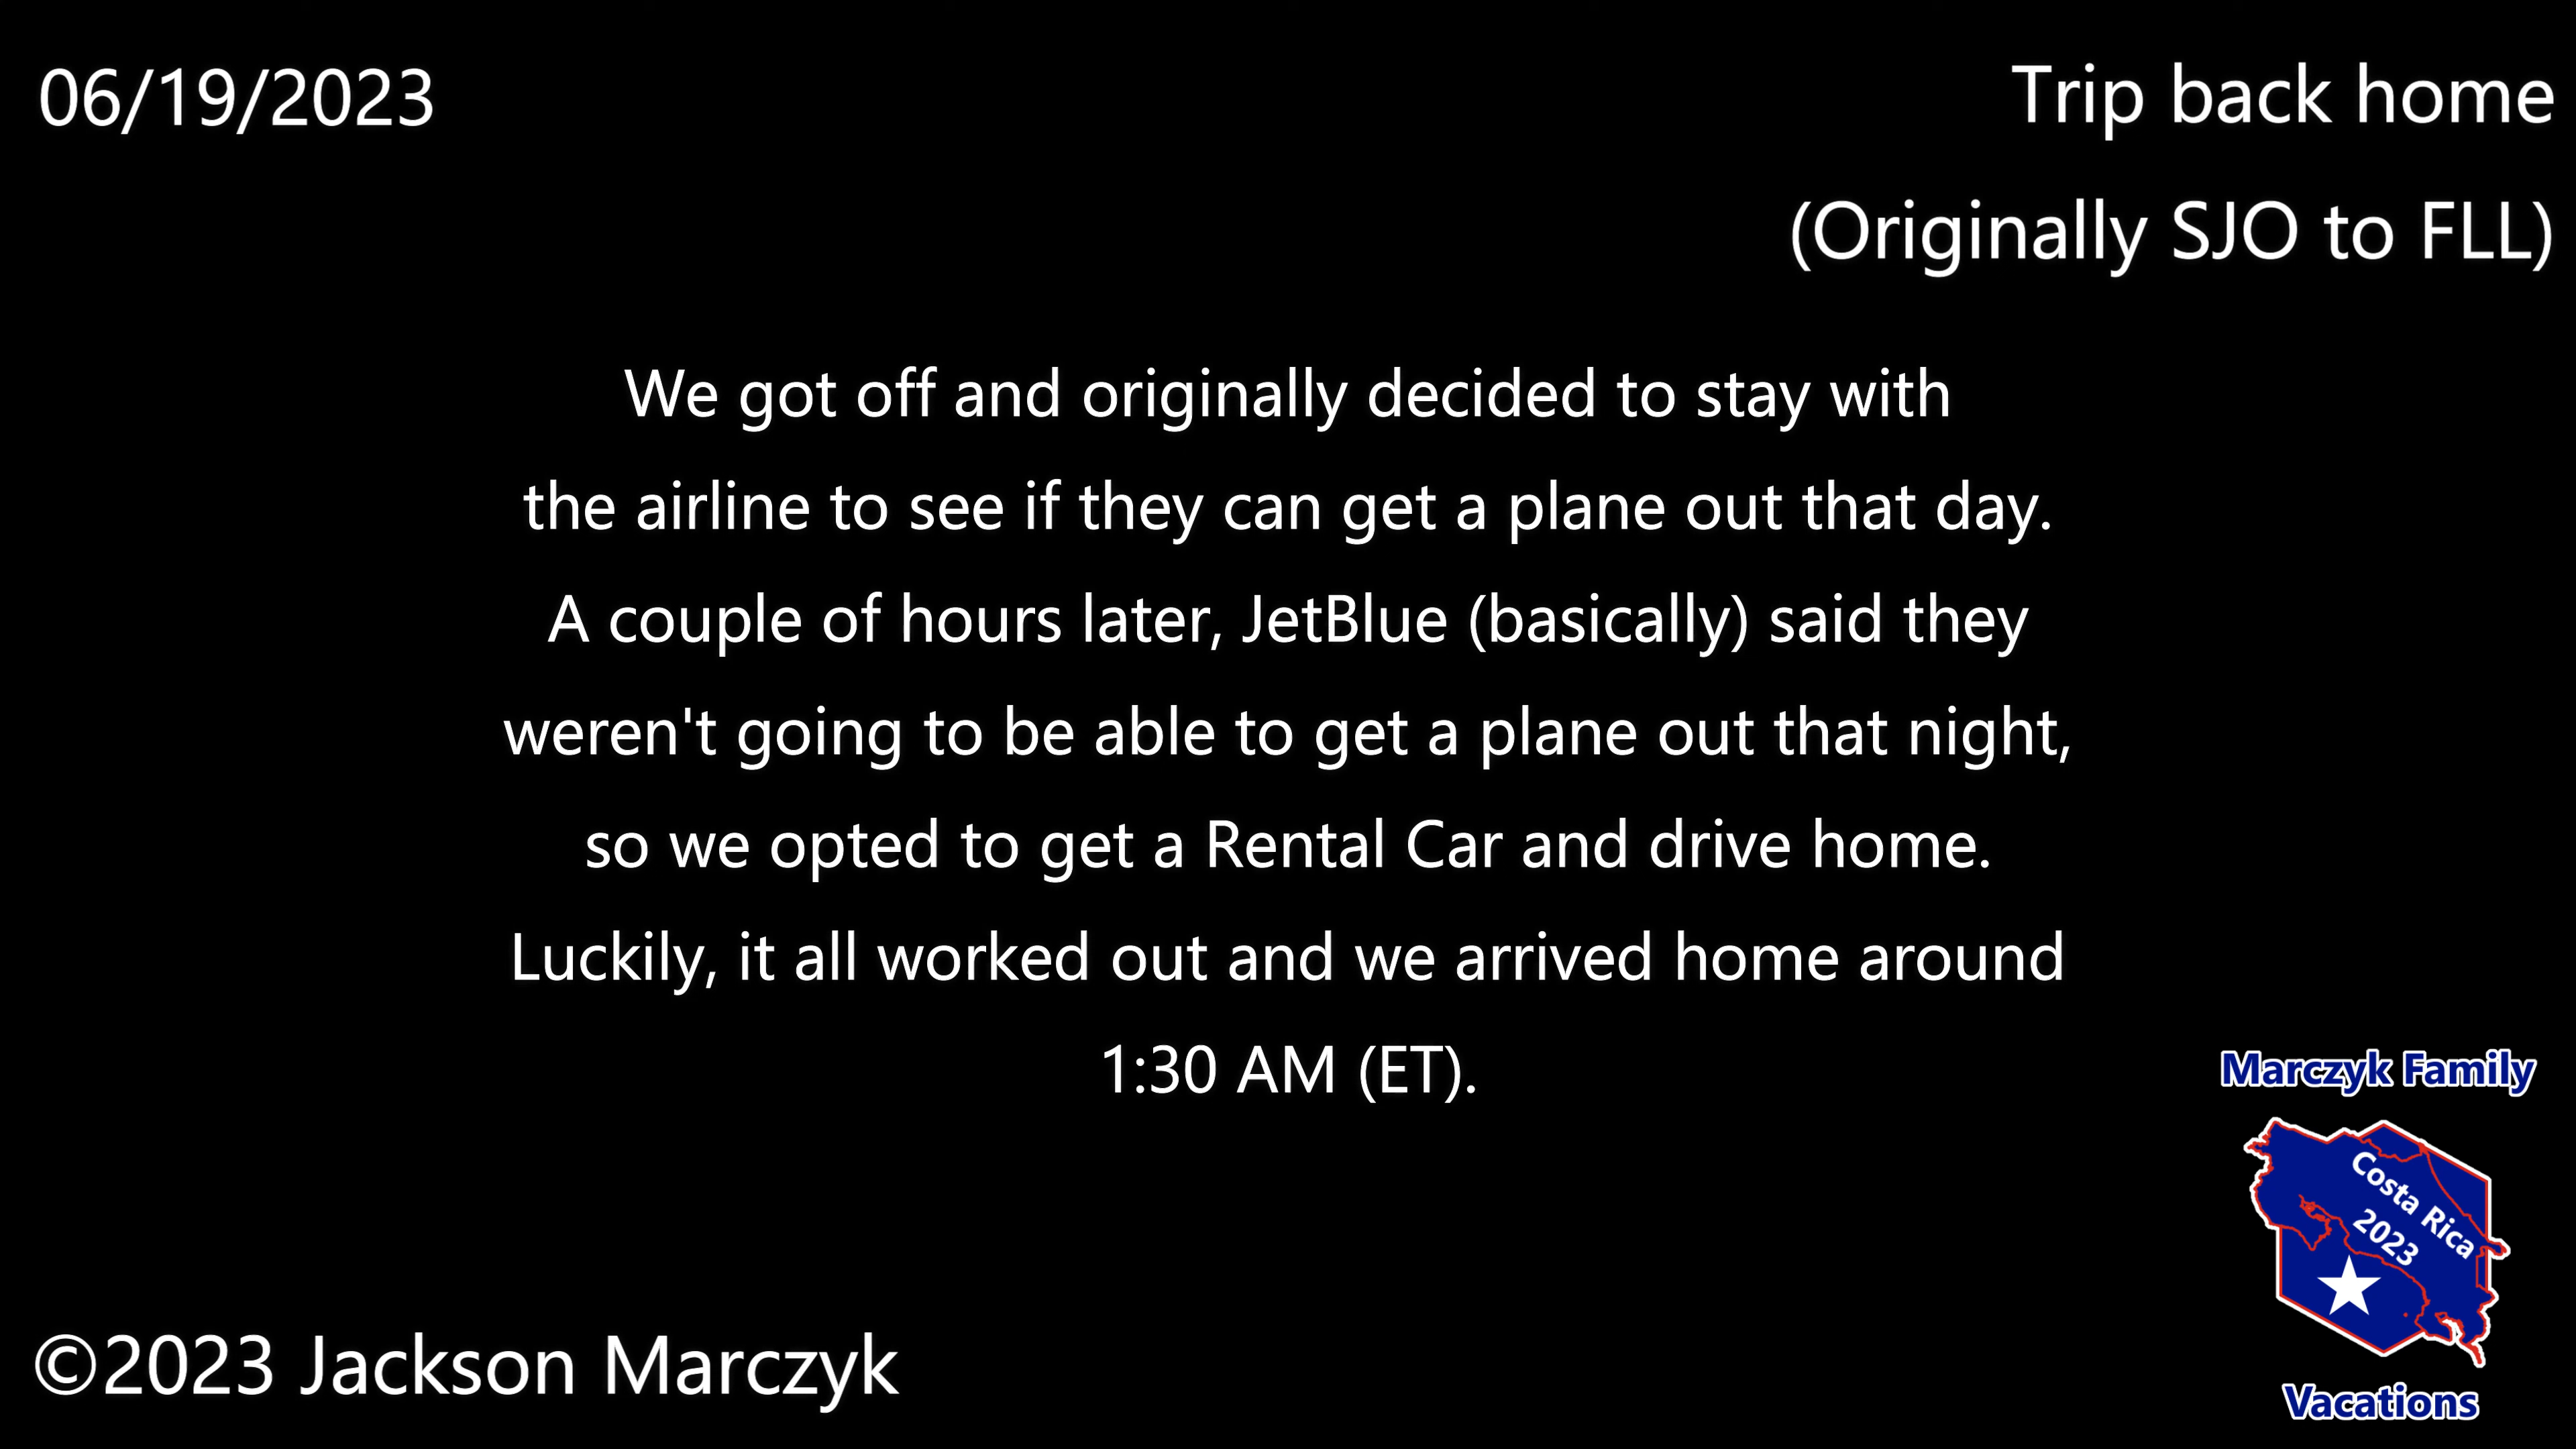 06/19/2023
Trip back home
(Originally SJO to FLL)
We got off and originally decided to stay with
the airline to see if they can get a plane out that day.
A couple of hours later, JetBlue (basically) said they
weren't going to be able to get a plane out that night,
so we opted to get a Rental Car and drive home.
Luckily, it all worked out and we arrived home around
1:30 AM (ET).
Marczyk Family
Costa Rica
2023
Vacations
©2023 Jackson Marczyk